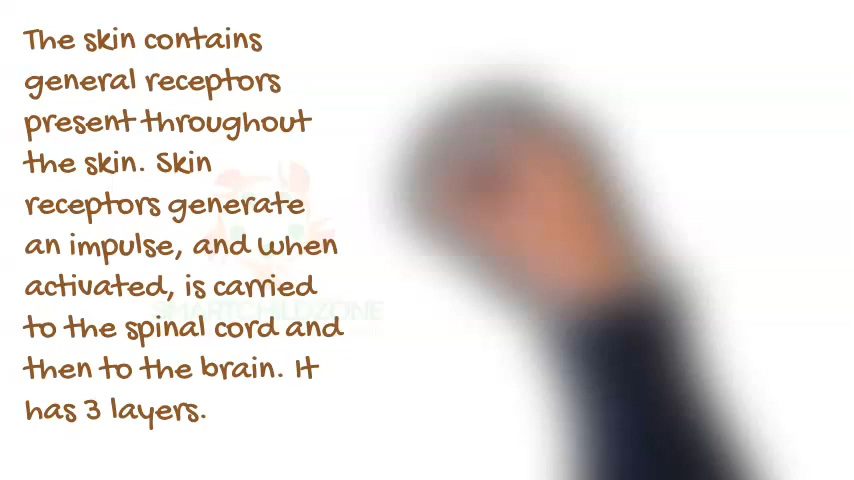 The skin contains
general receptors
present throughout
the skin. Skin
receptors generate
an impulse, and when
activated, is carried
to the spinal cord and
then to the brain. It
has 3 layers.
SMARTCHILDZONE